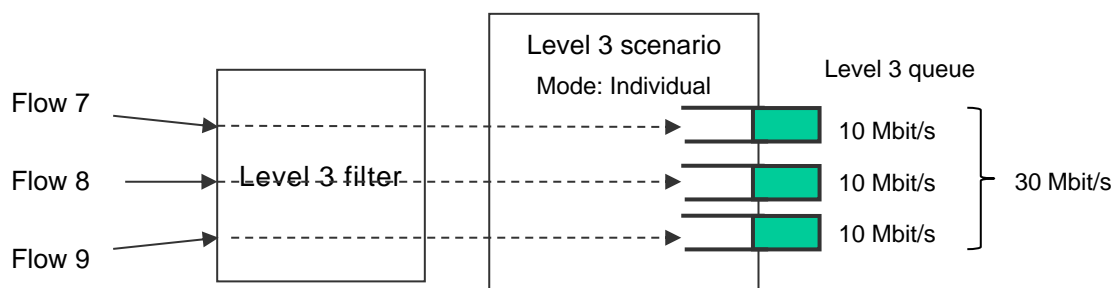 Level 3 scenario
Mode: Individual
Level 3 queue
Flow 7
10 Mbit/s
Flow 8
Level 3 filter
10 Mbit/s
30 Mbit/s
Flow 9
10 Mbit/s